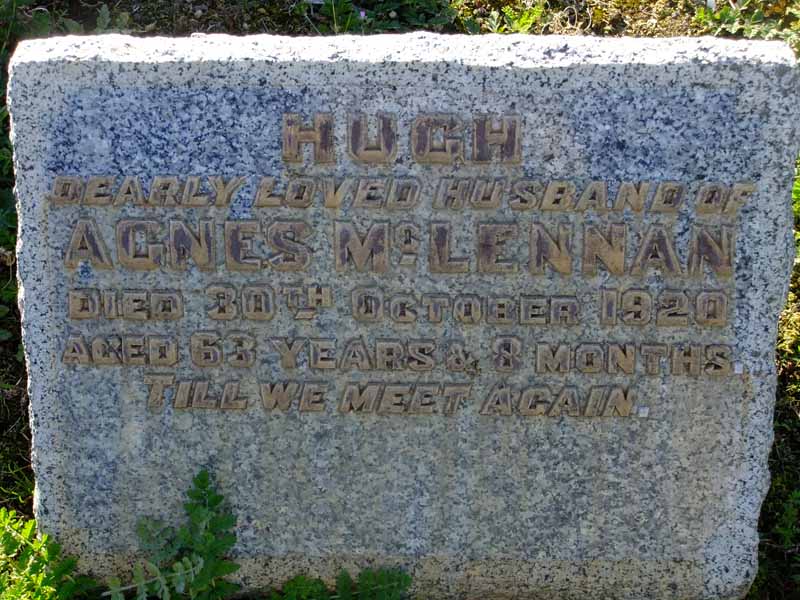 HUGH
DEARLY LOVED HUSBAND OF
AGNES McLENNAN
DIED 30TH OCTOBER 1920
AGED 63 YEARS & 8 MONTHS.
TILL WE MEET AGAIN.